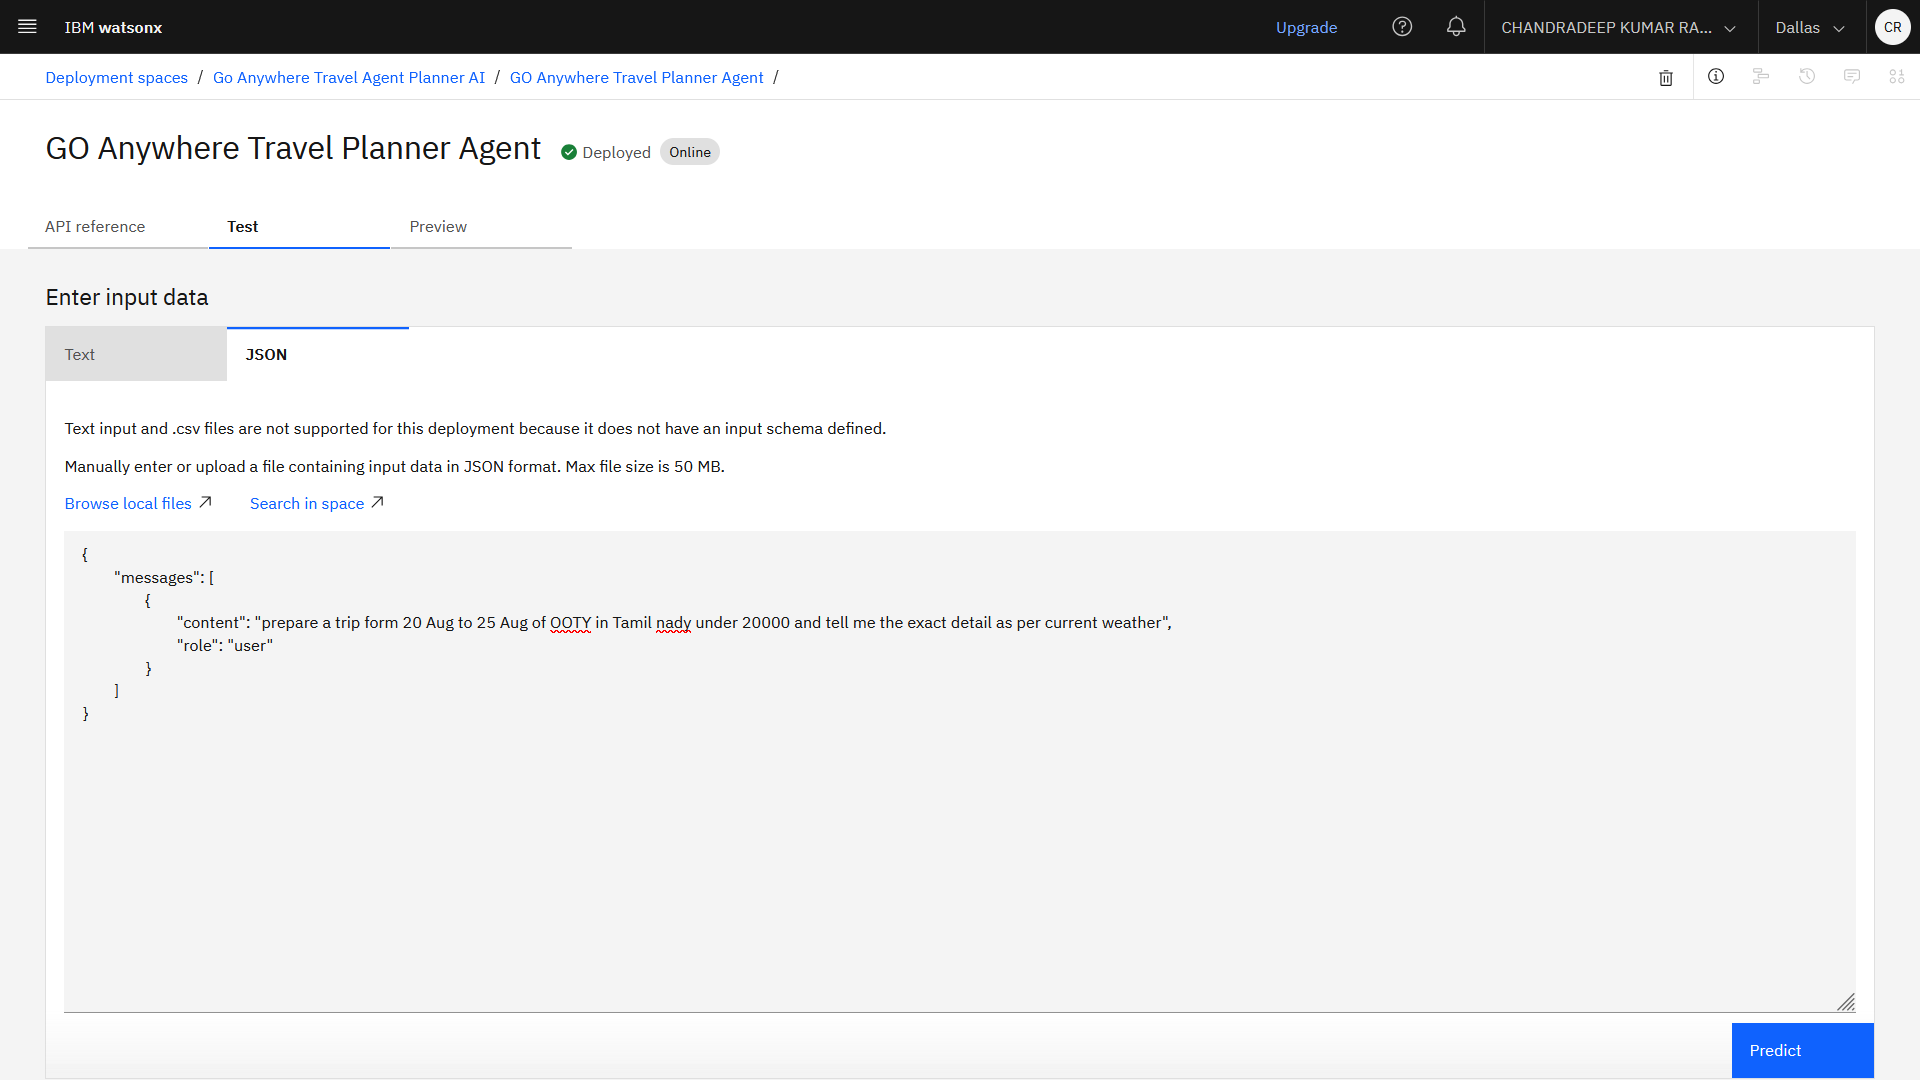 IBM watsonx
Upgrade
CHANDRADEEP KUMAR RA...
Dallas
CR
Deployment spaces / Go Anywhere Travel Agent Planner AI / GO Anywhere Travel Planner Agent /
GO Anywhere Travel Planner Agent
Deployed
Online
API reference
Test
Preview
Enter input data
Text
JSON
Text input and .csv files are not supported for this deployment because it does not have an input schema defined.
Manually enter or upload a file containing input data in JSON format. Max file size is 50 MB.
Browse local files
Search in space
{
"messages": [
{
"content": "prepare a trip form 20 Aug to 25 Aug of OOTY in Tamil nady under 20000 and tell me the exact detail as per current weather",
"role": "user"
}
]
}
Predict